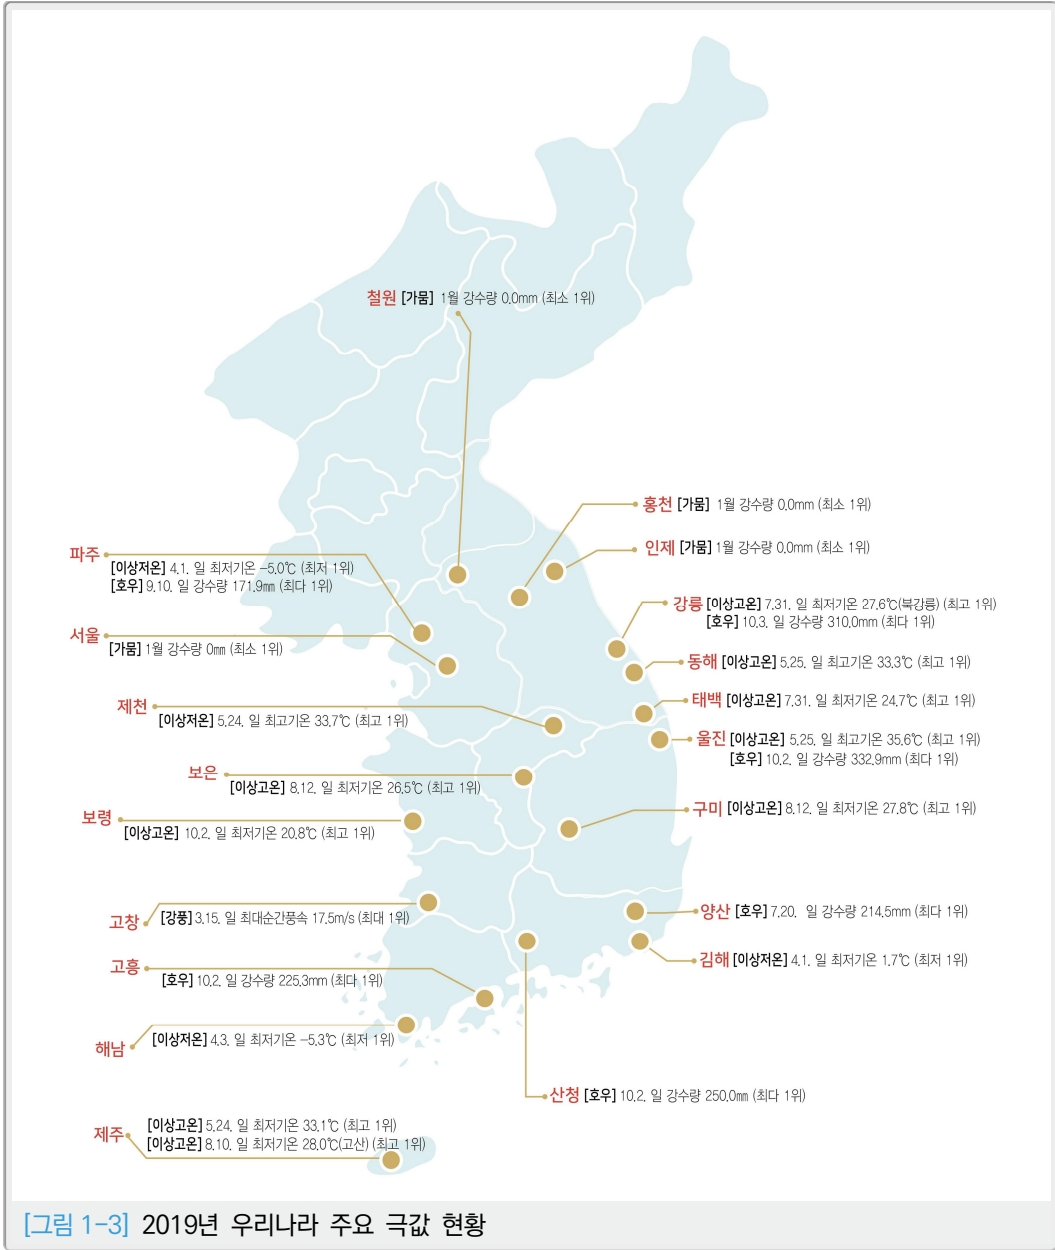 철원 [가뭄] 1월 강수량 0.0mm (최소 1위)
홍천 [가뭄] 1월 강수량 0.0mm (최소 1위)
인제 [가뭄] 1월 강수량 0.0mm (최소 1위)
파주
[이상저온] 4.1. 일 최저기온 -5.0℃ (최저 1위)
[호우] 9.10. 일 강수량 171.9㎜ (최다 1위)
강릉 [이상고온] 7.31. 일 최저기온 27.6℃(북강릉) (최고 1위)
[호우] 10.3. 일 강수량 310.0mm (최다 1위)
서울
[가뭄] 1월 강수량 0㎜ (최소 1위)
동해 [이상고온] 5.25. 일 최고기온 33.3℃ (최고 1위)
태백 [이상고온] 7.31. 일 최저기온 24.7℃ (최고 1위)
제천
[이상저온] 5.24. 일 최고기온 33.7℃ (최고 1위)
울진 [이상고온] 5.25. 일 최고기온 35.6℃ (최고 1위)
[호우] 10.2. 일 강수량 332.9mm (최다 1위)
보은
[이상고온] 8.12. 일 최저기온 26.5℃ (최고 1위)
구미 [이상고온] 8.12. 일 최저기온 27.8℃ (최고 1위)
보령
[이상고온] 10.2. 일 최저기온 20.8℃ (최고 1위)
고창 [강풍] 3.15. 일 최대순간풍속 17.5m/s (최대 1위)
양산 [호우] 7.20. 일 강수량 214.5mm (최다 1위)
김해 [이상저온] 4.1. 일 최저기온 1.7℃ (최저 1위)
고흥
[호우] 10.2. 일 강수량 225.3mm (최다 1위)
해남 [이상저온] 4.3. 일 최저기온 -5.3℃ (최저 1위)
산청 [호우] 10.2. 일 강수량 250.0㎜ (최다 1위)
제주 [이상고온] 5.24. 일 최저기온 33.1℃ (최고 1위)
[이상고온] 8.10. 일 최저기온 28.0℃(고산) (최고 1위)
[그림 1-3] 2019년 우리나라 주요 극값 현황